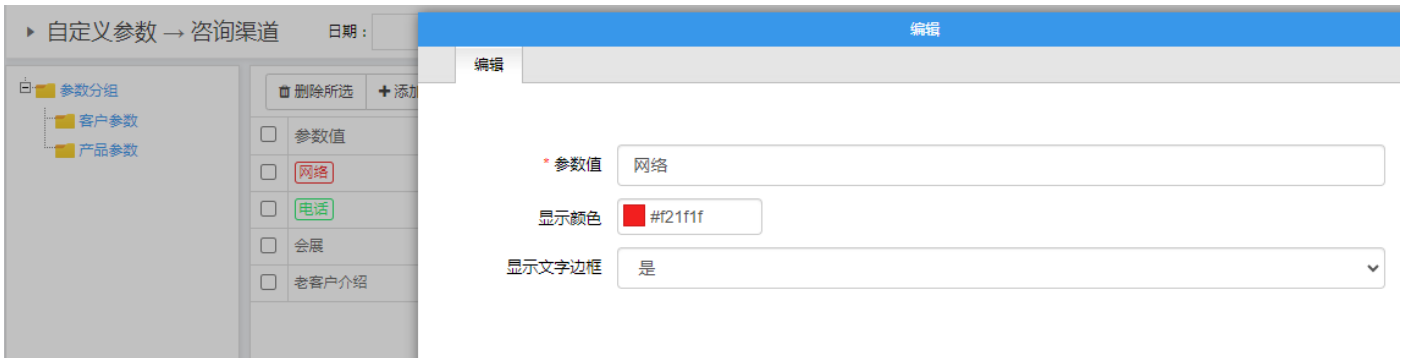 自定义参数 → 咨询渠道 日期：
编辑
编辑
参数分组
客户参数
产品参数
删除所选 添加
参数值
网络
电话
会展
老客户介绍
* 参数值 网络
显示颜色 #f21f1f
显示文字边框 是